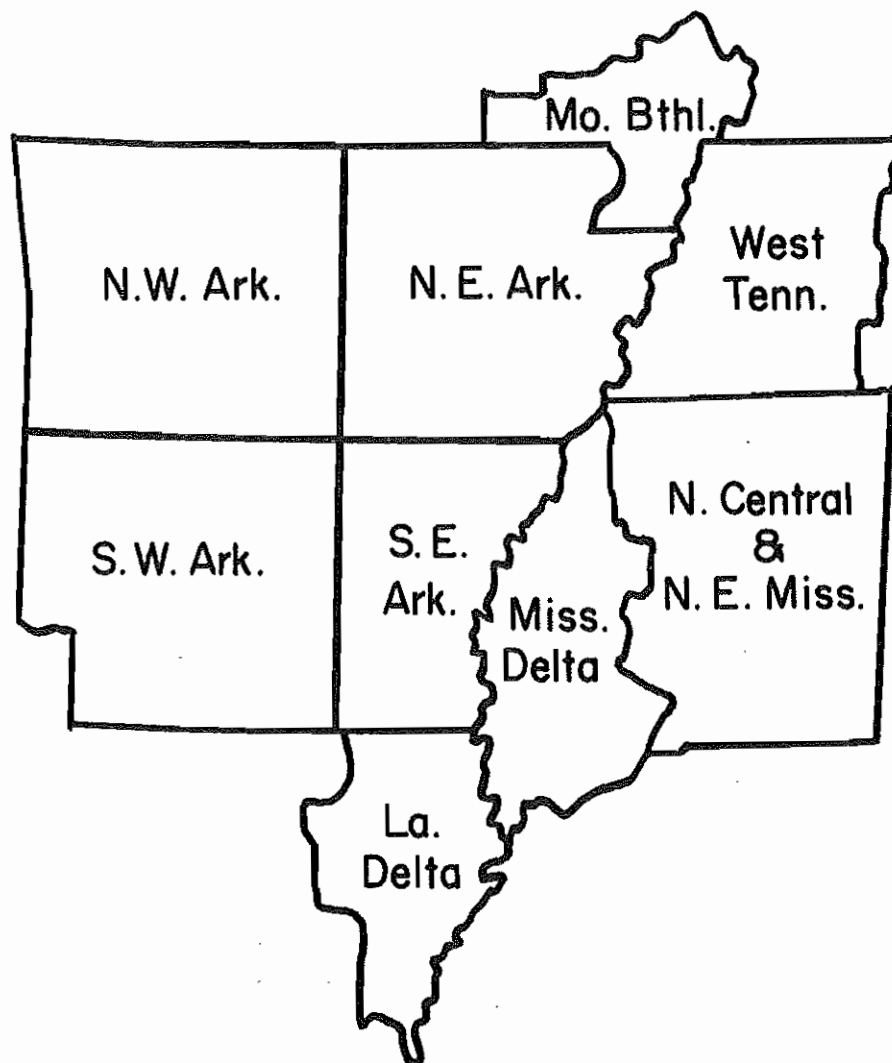 Mo. Bthl.
N.W. Ark.
N. E. Ark.
West
Tenn.
S. W. Ark.
S. E.
Ark.
Miss.
Delta
N. Central
&
N. E. Miss.
La.
Delta